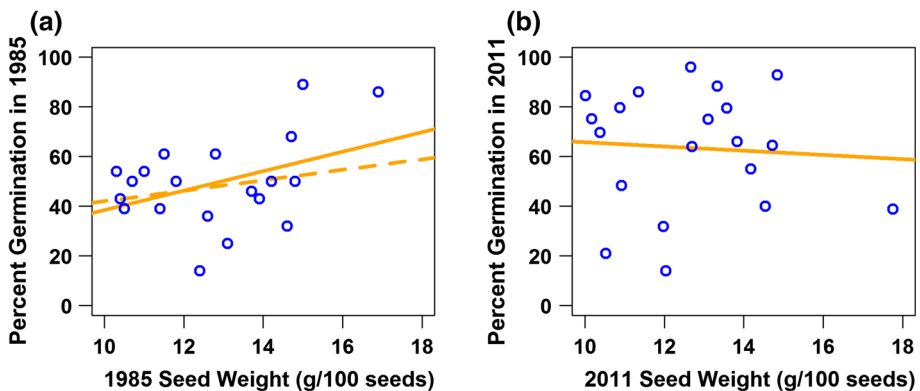 (a)
Percent Germination in 1985
100
80
60
40
20
0
10 12 14 16 18
1985 Seed Weight (g/100 seeds)
(b)
Percent Germination in 2011
100
80
60
40
20
0
10 12 14 16 18
2011 Seed Weight (g/100 seeds)